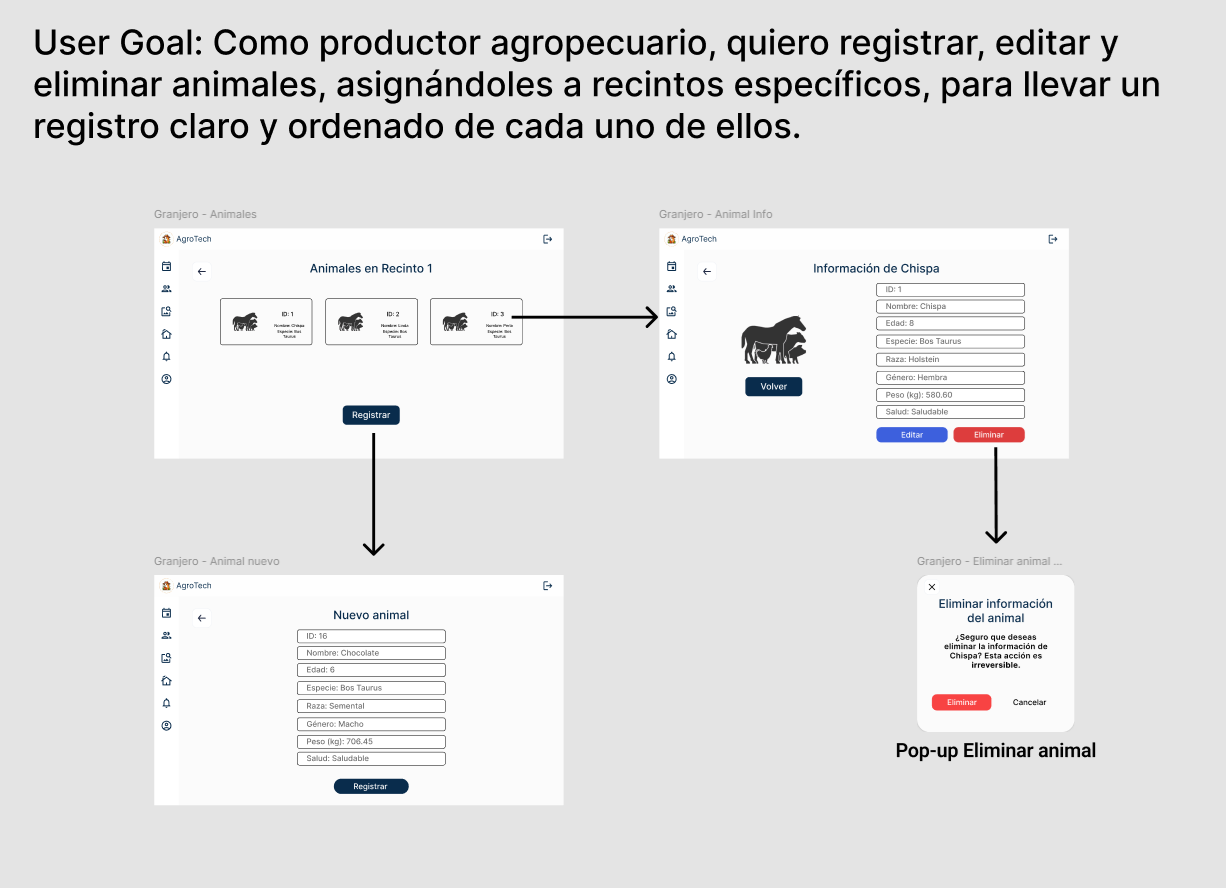 User Goal: Como productor agropecuario, quiero registrar, editar y
eliminar animales, asignándoles a recintos específicos, para llevar un
registro claro y ordenado de cada uno de ellos.
Granjero - Animales
AgroTech
Animales en Recinto 1
ID: 1
Nombre: Chispa
Especie: Bos
Taurus
ID: 2
Nombre: Linda
Especie: Bos
Taurus
ID: 3
Nombre: Perla
Especie: Bos
Taurus
Registrar
Granjero - Animal Info
AgroTech
Información de Chispa
ID: 1
Nombre: Chispa
Edad: 8
Especie: Bos Taurus
Raza: Holstein
Género: Hembra
Peso (kg): 580.60
Salud: Saludable
Volver
Editar
Eliminar
Granjero - Animal nuevo
AgroTech
Nuevo animal
ID: 16
Nombre: Chocolate
Edad: 6
Especie: Bos Taurus
Raza: Semental
Género: Macho
Peso (kg): 706.45
Salud: Saludable
Registrar
Granjero - Eliminar animal ...
Eliminar información
del animal
¿Seguro que deseas
eliminar la información de
Chispa? Esta acción es
irreversible.
Eliminar
Cancelar
Pop-up Eliminar animal